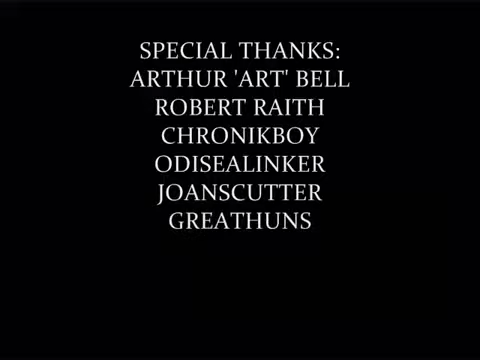 SPECIAL THANKS:
ARTHUR 'ART' BELL
ROBERT RAITH
CHRONIKBOY
ODISEALINKER
JOANSCUTTER
GREATHUNS